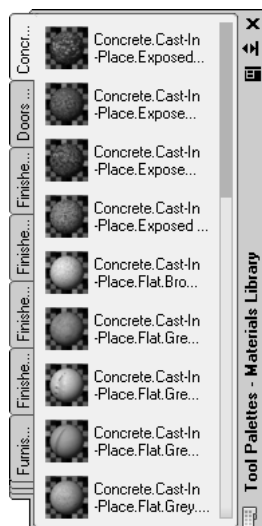 Concr...
Doors ...
Finishe...
Finishe...
Finishe...
Finishe...
Furnis...
Concrete.Cast-In
-Place.Exposed...
Concrete.Cast-In
-Place.Expose...
Concrete.Cast-In
-Place.Expose...
Concrete.Cast-In
-Place.Exposed ...
Concrete.Cast-In
-Place.Flat.Bro...
Concrete.Cast-In
-Place.Flat.Gre...
Concrete.Cast-In
-Place.Flat.Gre...
Concrete.Cast-In
-Place.Flat.Gre...
Concrete.Cast-In
-Place.Flat.Grey....
Tool Palettes - Materials Library